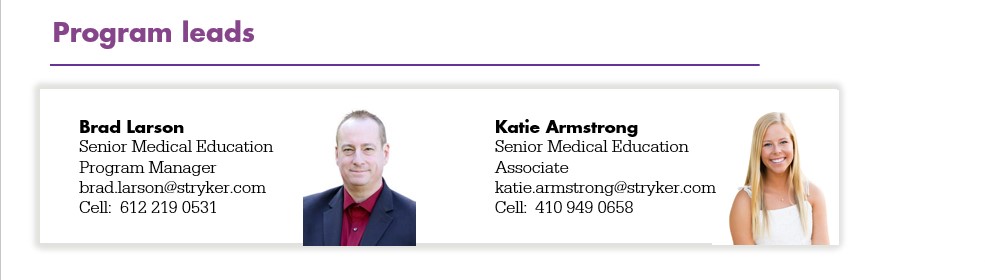 Program leads
Brad Larson
Senior Medical Education
Program Manager
brad.larson@stryker.com
Cell:  612 219 0531
Katie Armstrong
Senior Medical Education
Associate
katie.armstrong@stryker.com
Cell:  410 949 0658